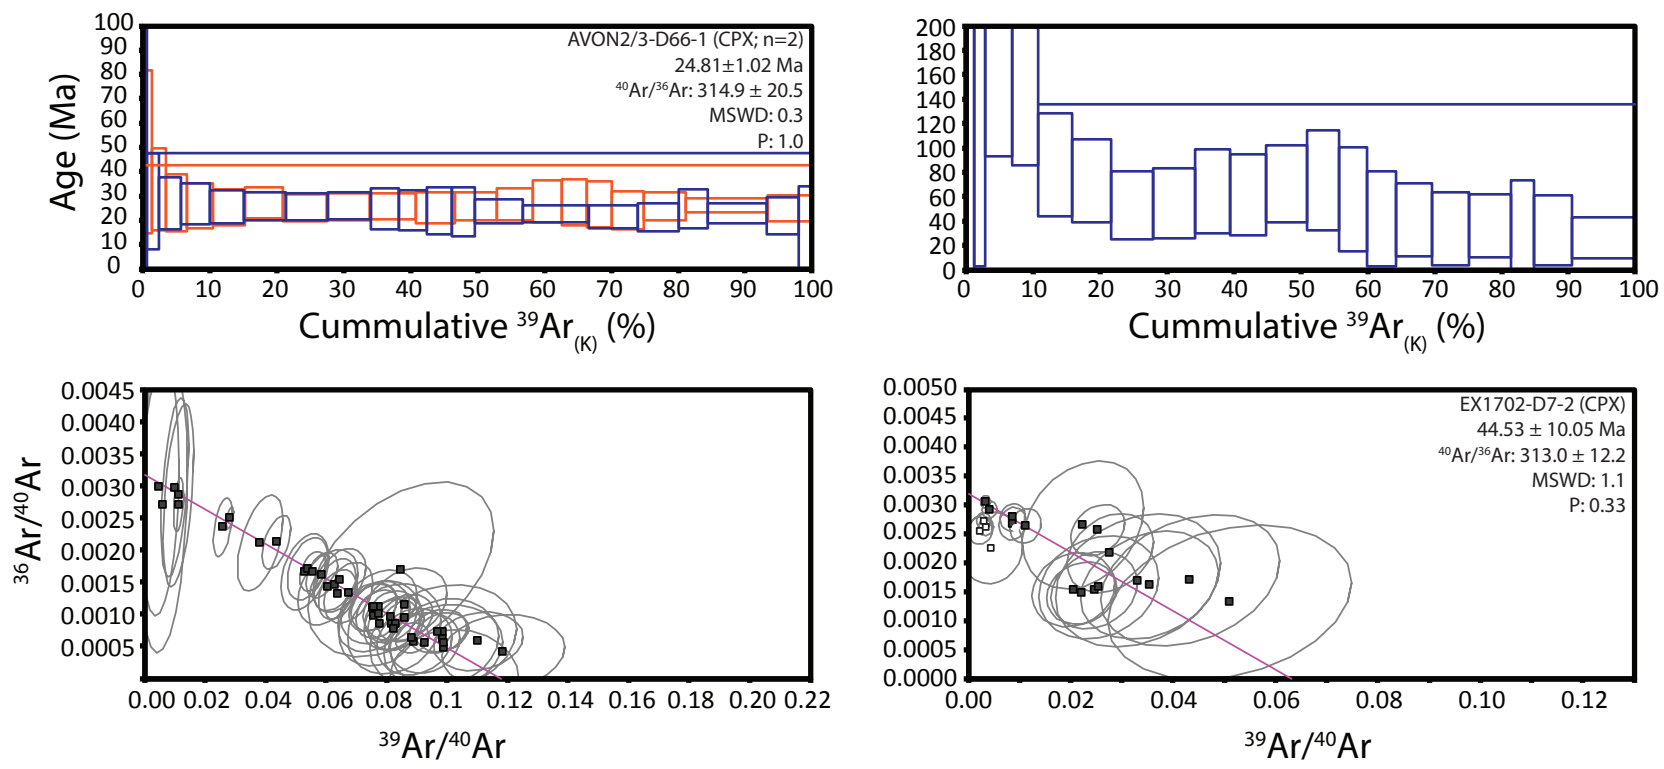 100
90
80
70
60
50
40
30
20
10
0
Age (Ma)
AVON2/3-D66-1 (CPX; n=2)
24.81±1.02 Ma
⁴⁰Ar/³⁶Ar: 314.9 ± 20.5
MSWD: 0.3
P: 1.0
0 10 20 30 40 50 60 70 80 90 100
Cummulative ³⁹Ar(K) (%)
200
180
160
140
120
100
80
60
40
20
0
0 10 20 30 40 50 60 70 80 90 100
Cummulative ³⁹Ar(K) (%)
0.0045
0.0040
0.0035
0.0030
0.0025
0.0020
0.0015
0.0010
0.0005
³⁶Ar/⁴⁰Ar
0.00 0.02 0.04 0.06 0.08 0.1 0.12 0.14 0.16 0.18 0.20 0.22
³⁹Ar/⁴⁰Ar
0.0050
0.0045
0.0040
0.0035
0.0030
0.0025
0.0020
0.0015
0.0010
0.0005
0.0000
EX1702-D7-2 (CPX)
44.53 ± 10.05 Ma
⁴⁰Ar/³⁶Ar: 313.0 ± 12.2
MSWD: 1.1
P: 0.33
0.00 0.02 0.04 0.06 0.08 0.10 0.12
³⁹Ar/⁴⁰Ar